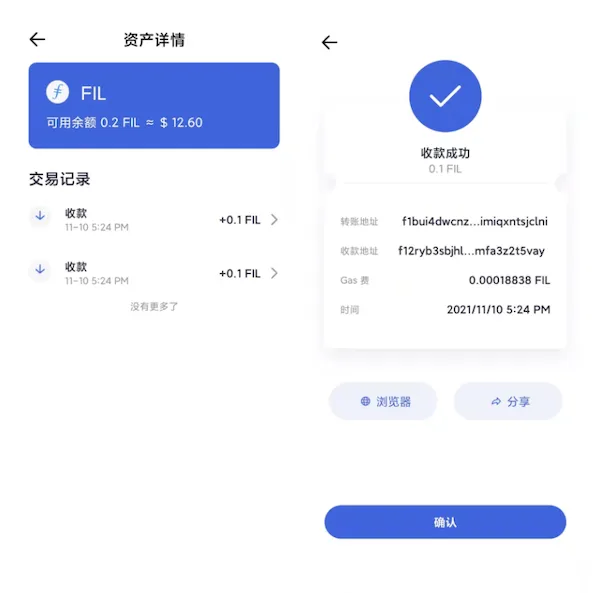 资产详情
FIL
可用余额 0.2 FIL ≈ $ 12.60
交易记录
收款
11-10 5:24 PM
+0.1 FIL
收款
11-10 5:24 PM
+0.1 FIL
没有更多了
收款成功
0.1 FIL
转账地址 f1bui4dwcnz...imiqxntsjclni
收款地址 f12ryb3sbjhl...mfa3z2t5vay
Gas 费 0.00018838 FIL
时间 2021/11/10 5:24 PM
浏览器
分享
确认